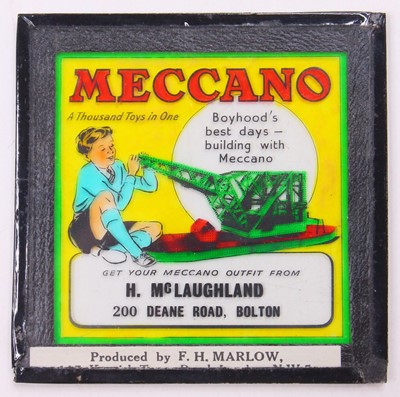 MECCANO
A Thousand Toys in One
Boyhood's
best days –
building with
Meccano
GET YOUR MECCANO OUTFIT FROM
H. McLAUGHLAND
200 DEANE ROAD, BOLTON
Produced by F. H. MARLOW,